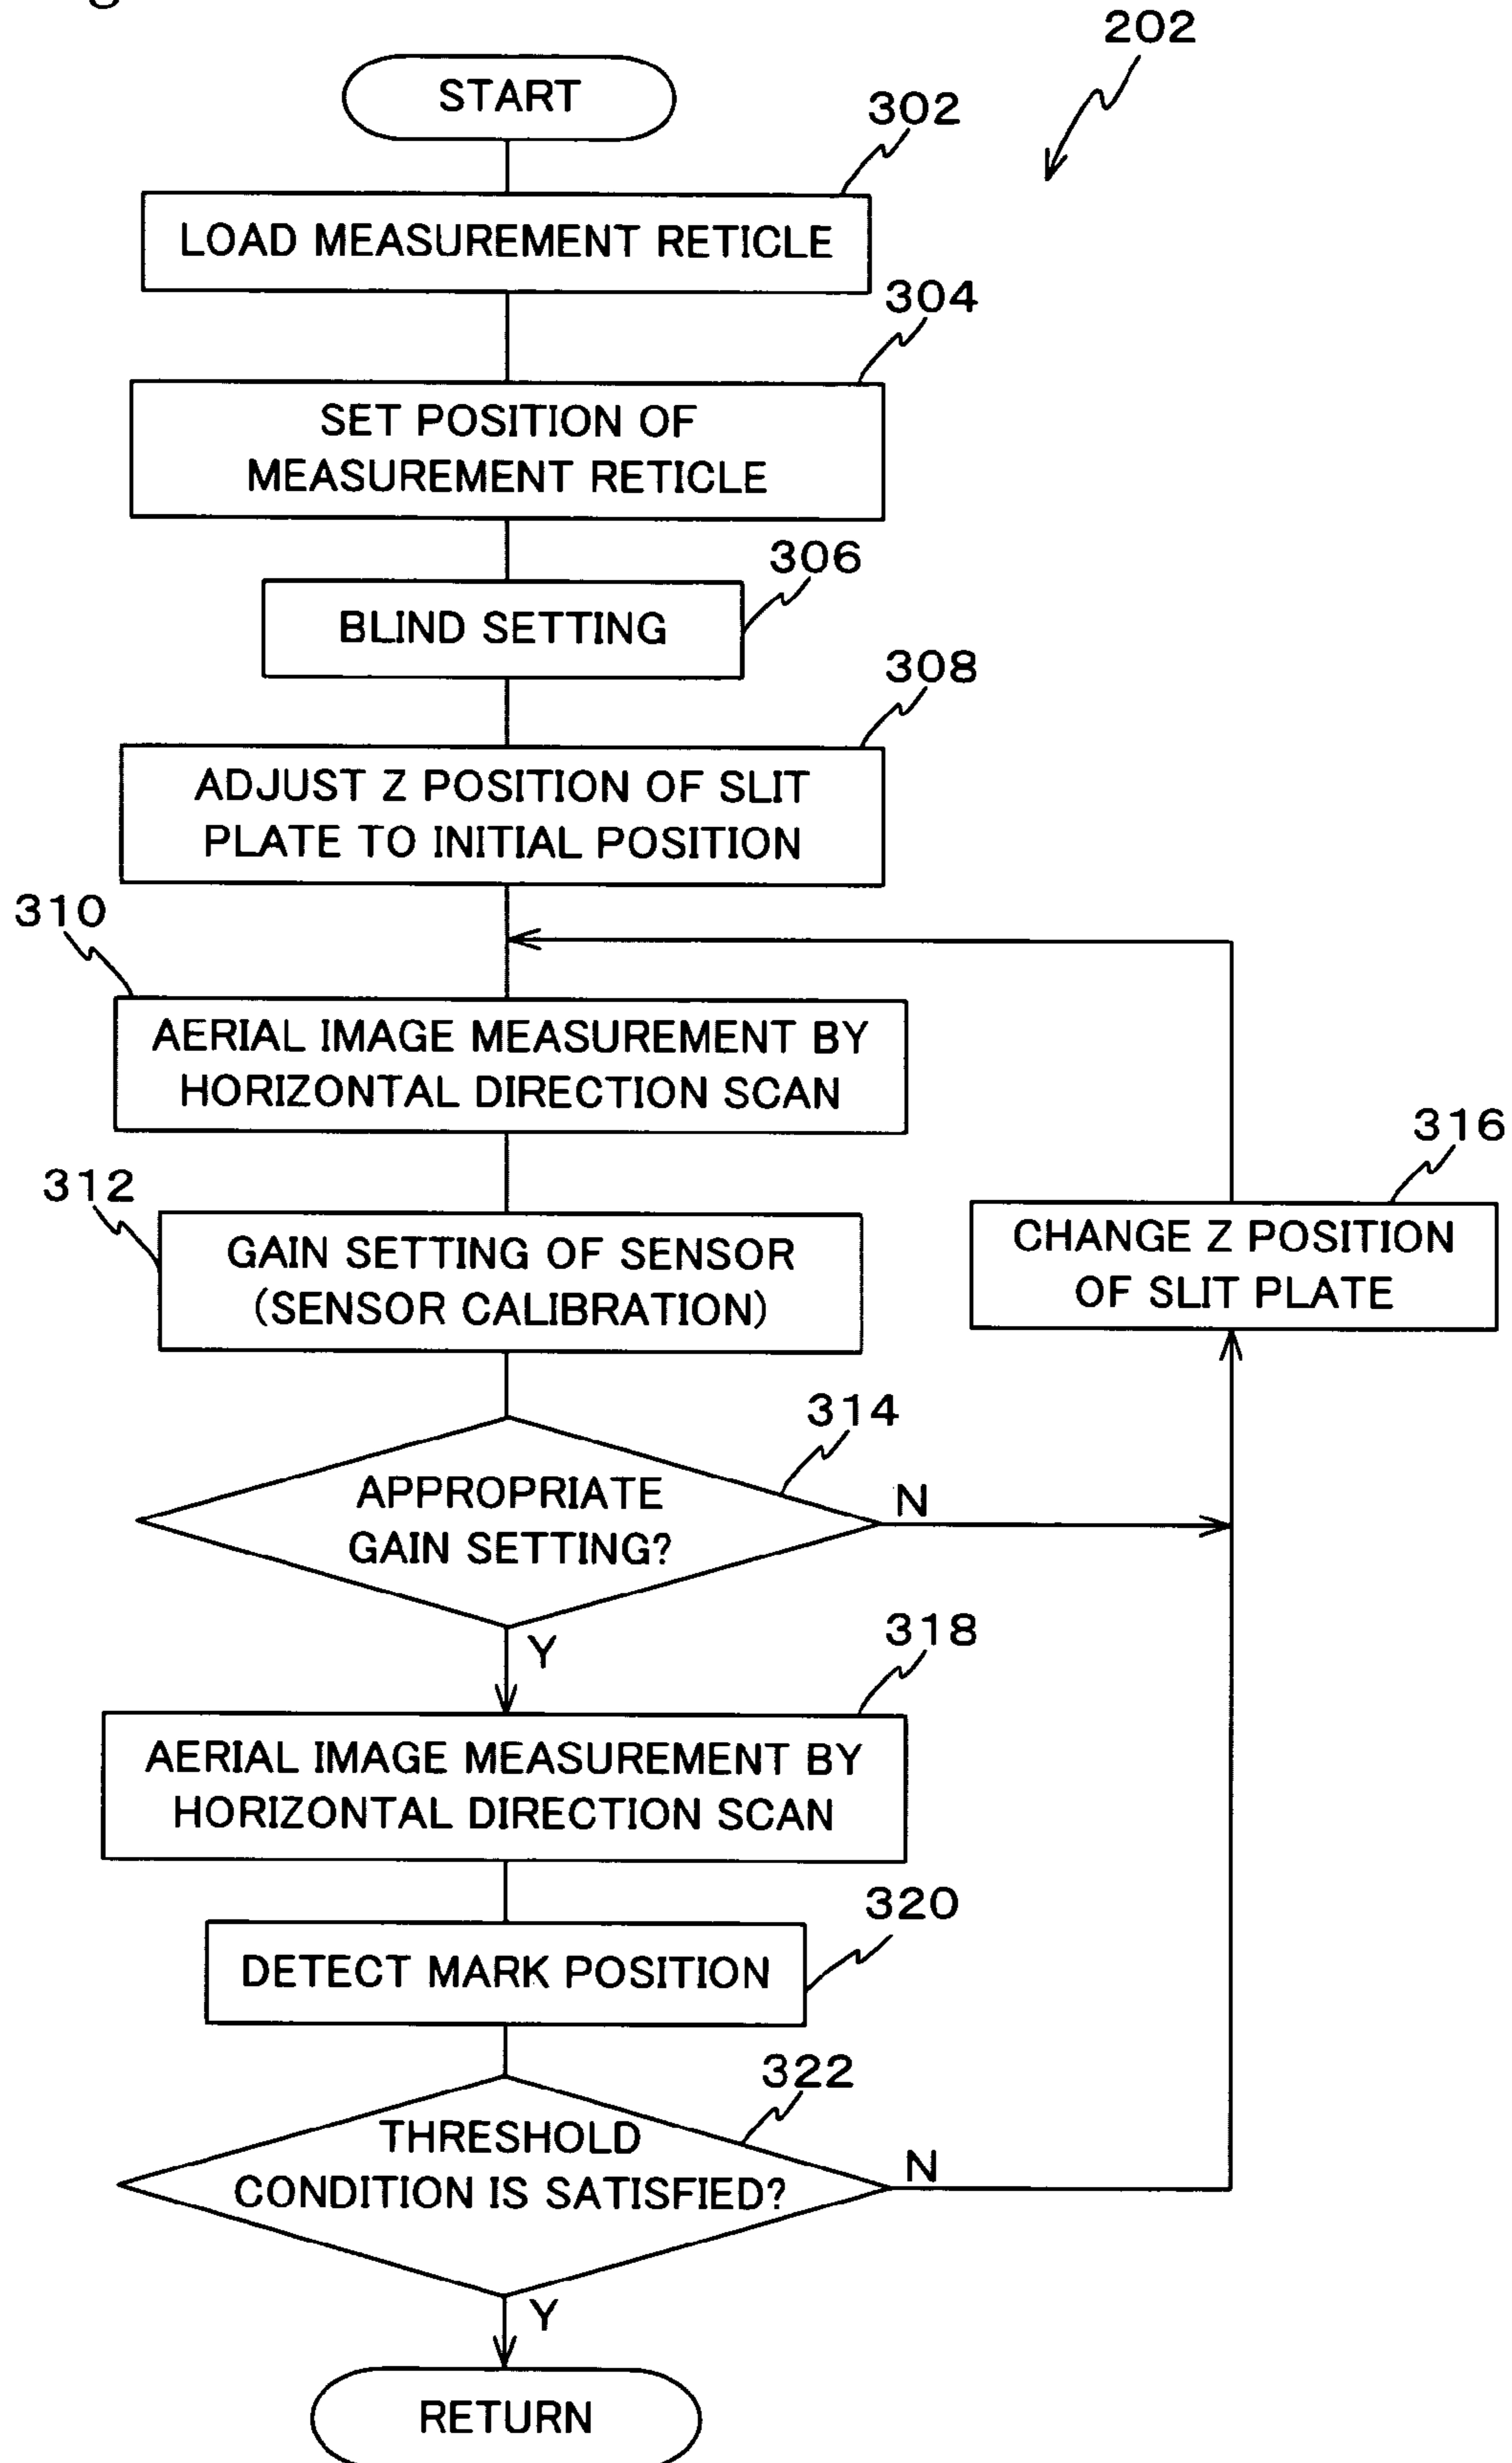 202
START
302
LOAD MEASUREMENT RETICLE
304
SET POSITION OF
MEASUREMENT RETICLE
306
BLIND SETTING
308
ADJUST Z POSITION OF SLIT
PLATE TO INITIAL POSITION
310
AERIAL IMAGE MEASUREMENT BY
HORIZONTAL DIRECTION SCAN
312
GAIN SETTING OF SENSOR
(SENSOR CALIBRATION)
316
CHANGE Z POSITION
OF SLIT PLATE
314
APPROPRIATE
GAIN SETTING?
N
Y
318
AERIAL IMAGE MEASUREMENT BY
HORIZONTAL DIRECTION SCAN
320
DETECT MARK POSITION
322
THRESHOLD
CONDITION IS SATISFIED?
N
Y
RETURN